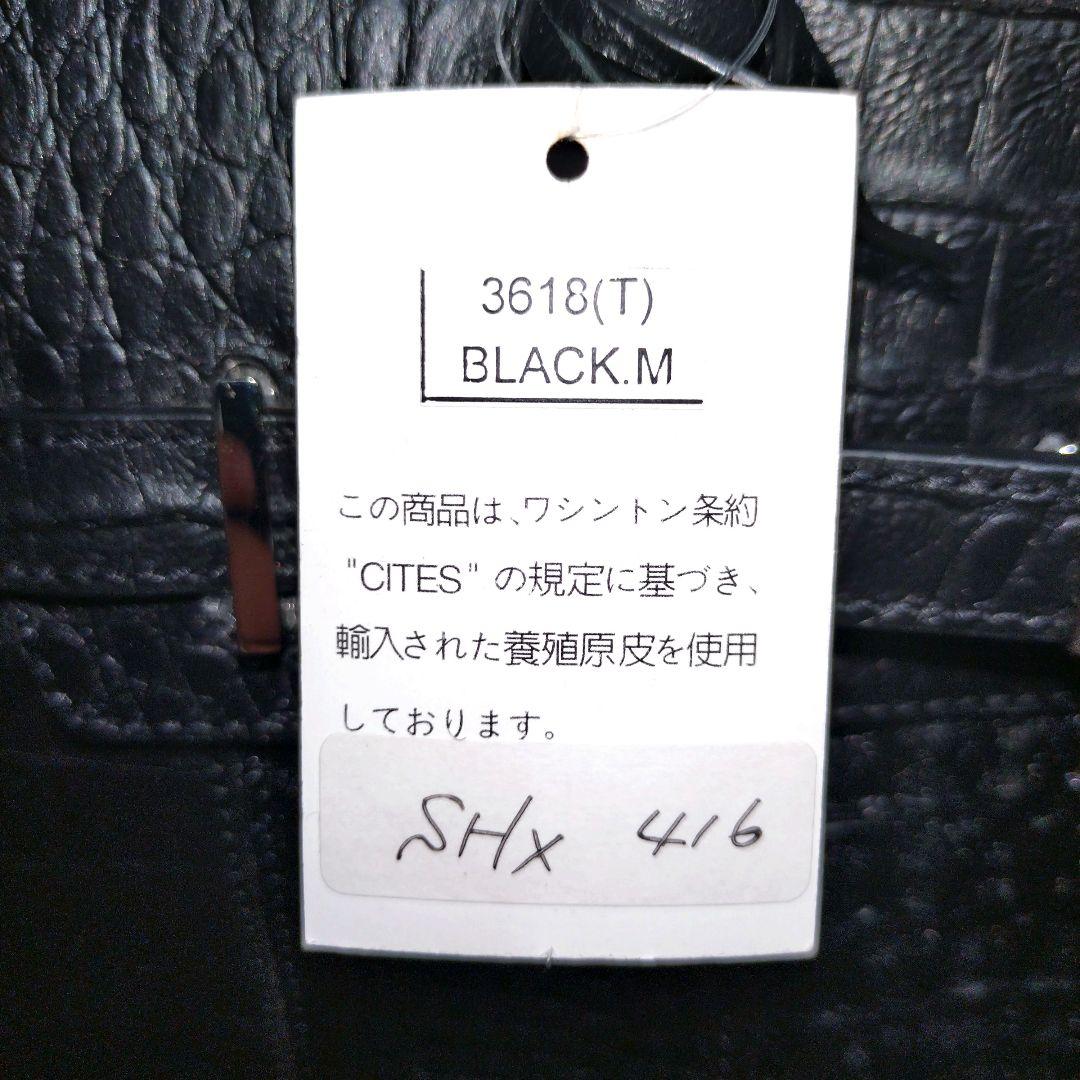 3618(T)
BLACK.M
この商品は、ワシントン条約
"CITES" の規定に基づき、
輸入された養殖原皮を使用
しております。
SHX 416